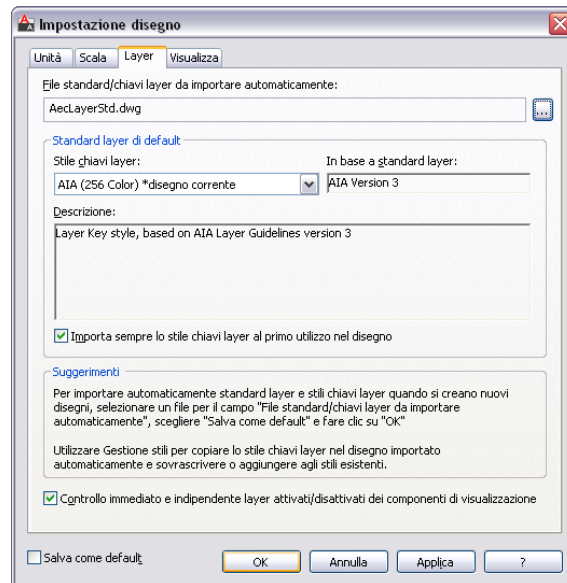 Impostazione disegno
Unità Scala Layer Visualizza
File standard/chiavi layer da importare automaticamente:
AecLayerStd.dwg
...
Standard layer di default
Stile chiavi layer: In base a standard layer:
AIA (256 Color) *disegno corrente AIA Version 3
Descrizione:
Layer Key style, based on AIA Layer Guidelines version 3
Importa sempre lo stile chiavi layer al primo utilizzo nel disegno
Suggerimenti
Per importare automaticamente standard layer e stili chiavi layer quando si creano nuovi
disegni, selezionare un file per il campo "File standard/chiavi layer da importare
automaticamente", scegliere "Salva come default" e fare clic su "OK"
Utilizzare Gestione stili per copiare lo stile chiavi layer nel disegno importato
automaticamente e sovrascrivere o aggiungere agli stili esistenti.
Controllo immediato e indipendente layer attivati/disattivati dei componenti di visualizzazione
Salva come default OK Annulla Applica ?